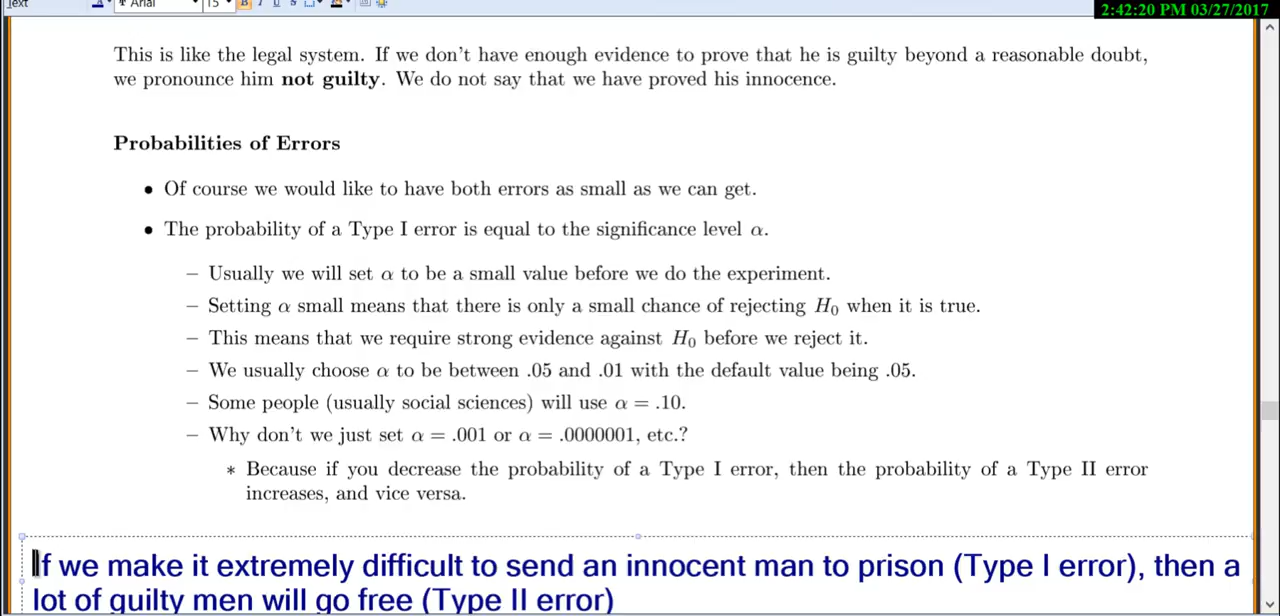 Text Arial 15 B I U S
2:42:20 PM 03/27/2017
This is like the legal system. If we don't have enough evidence to prove that he is guilty beyond a reasonable doubt,
we pronounce him not guilty. We do not say that we have proved his innocence.
Probabilities of Errors
• Of course we would like to have both errors as small as we can get.
• The probability of a Type I error is equal to the significance level α.
– Usually we will set α to be a small value before we do the experiment.
– Setting α small means that there is only a small chance of rejecting H₀ when it is true.
– This means that we require strong evidence against H₀ before we reject it.
– We usually choose α to be between .05 and .01 with the default value being .05.
– Some people (usually social sciences) will use α = .10.
– Why don't we just set α = .001 or α = .0000001, etc.?
* Because if you decrease the probability of a Type I error, then the probability of a Type II error
increases, and vice versa.
If we make it extremely difficult to send an innocent man to prison (Type I error), then a
lot of guilty men will go free (Type II error)